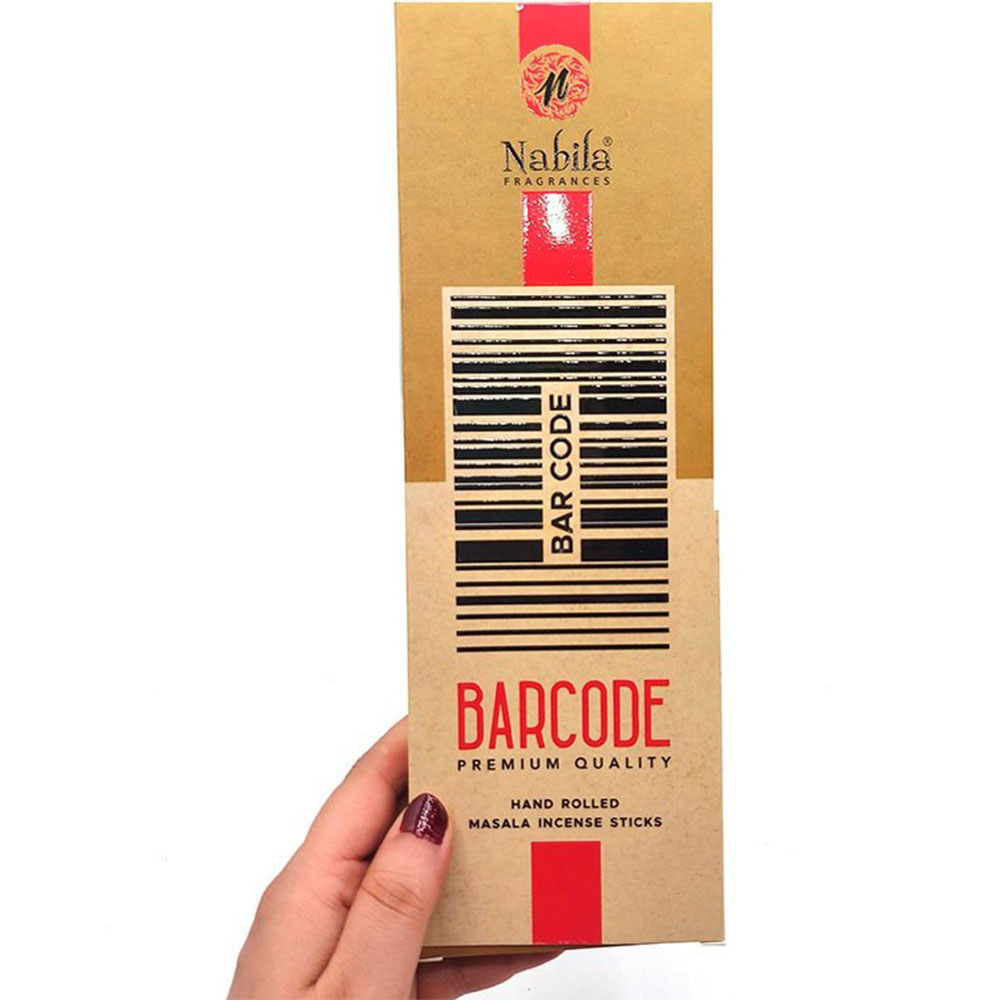 n
Nabila®
FRAGRANCES
BAR CODE
BARCODE
PREMIUM QUALITY
HAND ROLLED
MASALA INCENSE STICKS